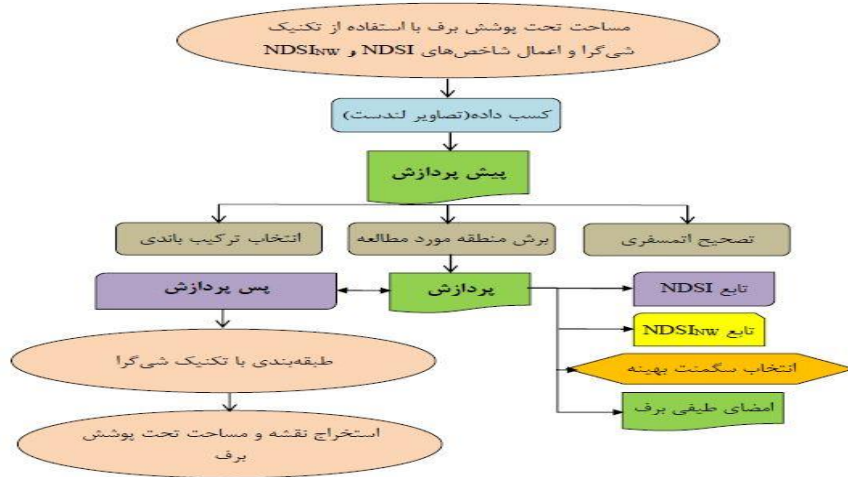 مساحت تحت پوشش برف با استفاده از تکنیک
شی‌گرا و اعمال شاخص‌های NDSI و NDSINW
کسب داده(تصاویر لندست)
پیش پردازش
تصحیح اتمسفری
برش منطقه مورد مطالعه
انتخاب ترکیب باندی
پردازش
پس پردازش
تابع NDSI
تابع NDSINW
انتخاب سگمنت بهینه
امضای طیفی برف
طبقه‌بندی با تکنیک شی‌گرا
استخراج نقشه و مساحت تحت پوشش
برف